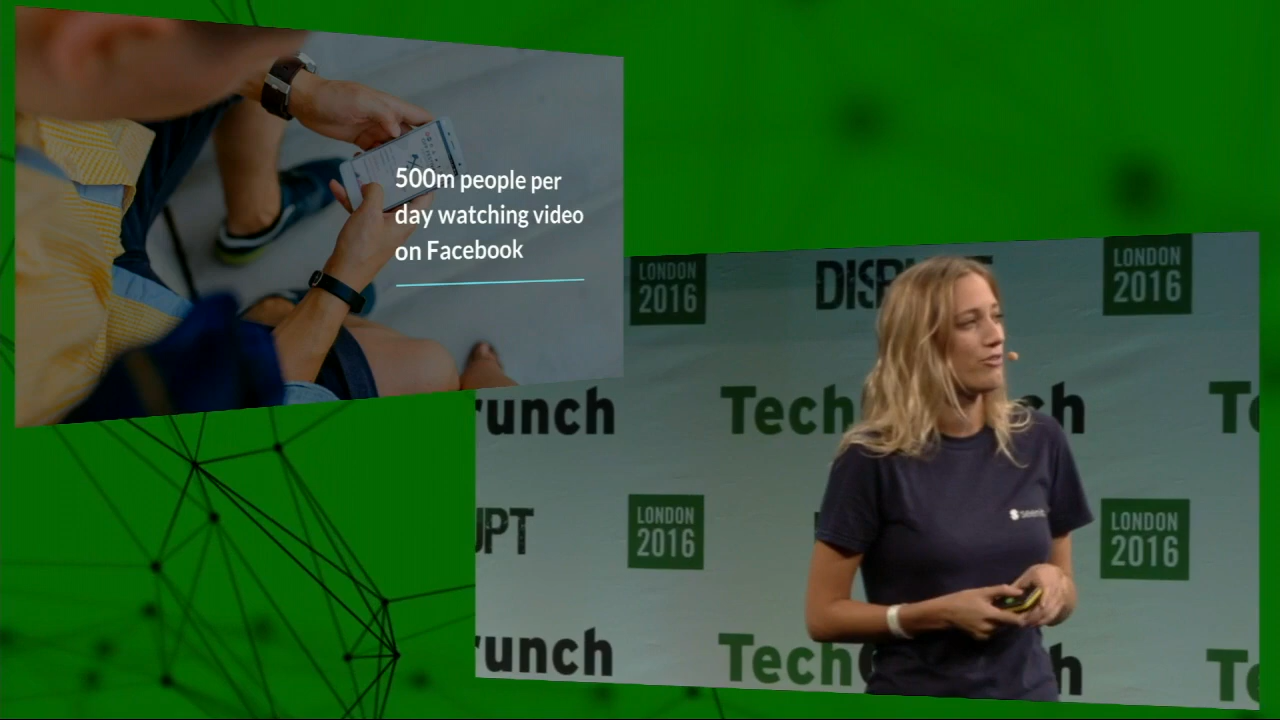 500m people per
day watching video
on Facebook
LONDON
2016
DISR
LONDON
2016
runch
Tech
h
Te
UPT
LONDON
2016
seenit
LONDON
2016
runch
Tech
h
Te